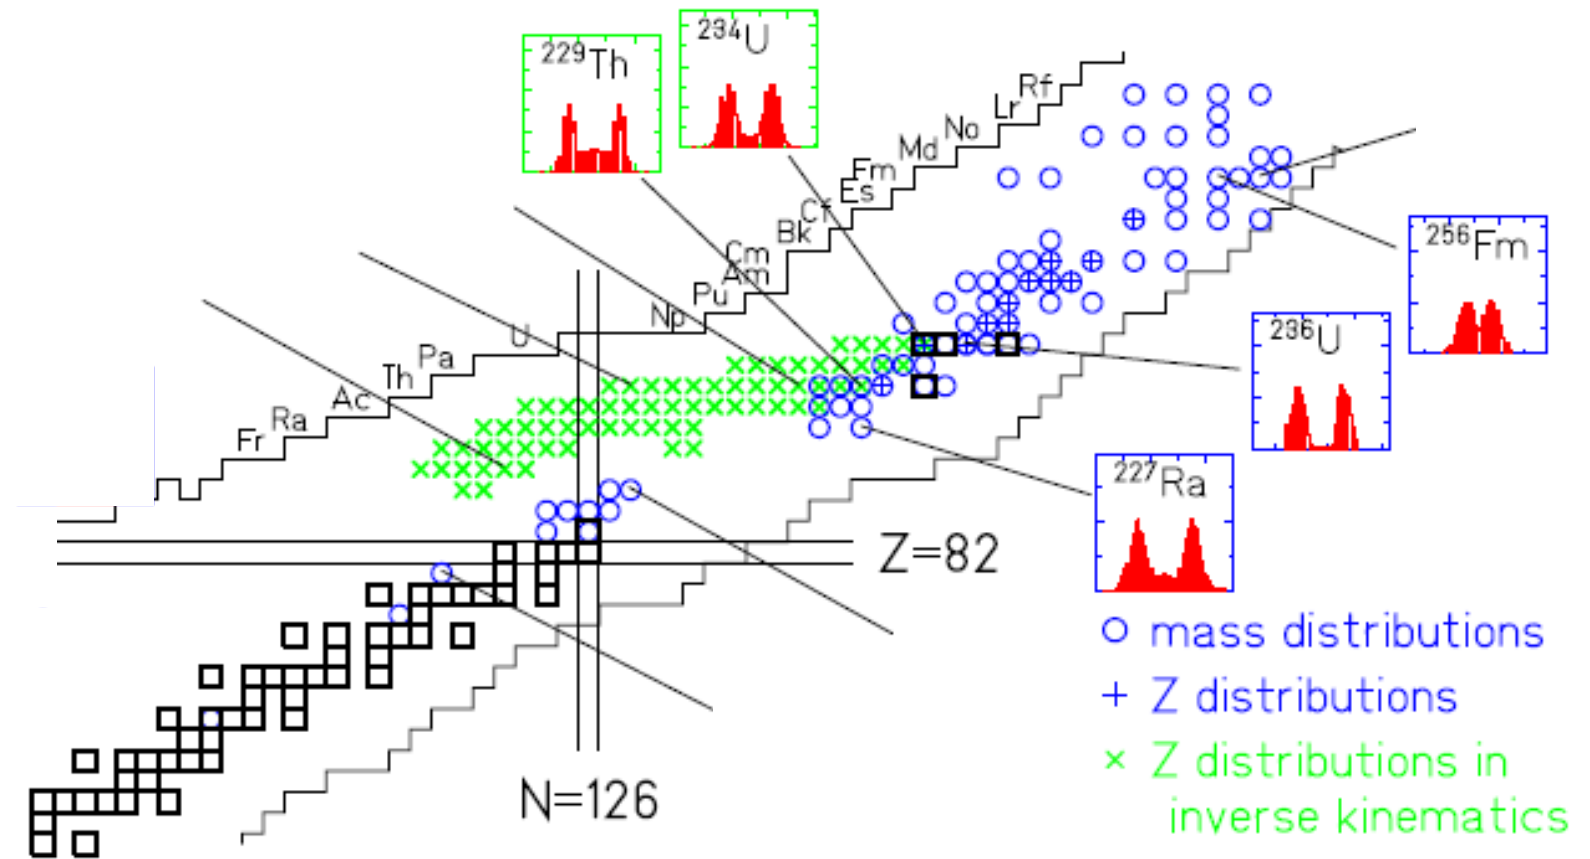 229Th
234U
Rf
Lr
No
Md
Fm
Es
Cf
Bk
Cm
Am
Pu
Np
U
Pa
Th
Ac
Ra
Fr
256Fm
236U
227Ra
Z=82
N=126
mass distributions
Z distributions
Z distributions in
inverse kinematics